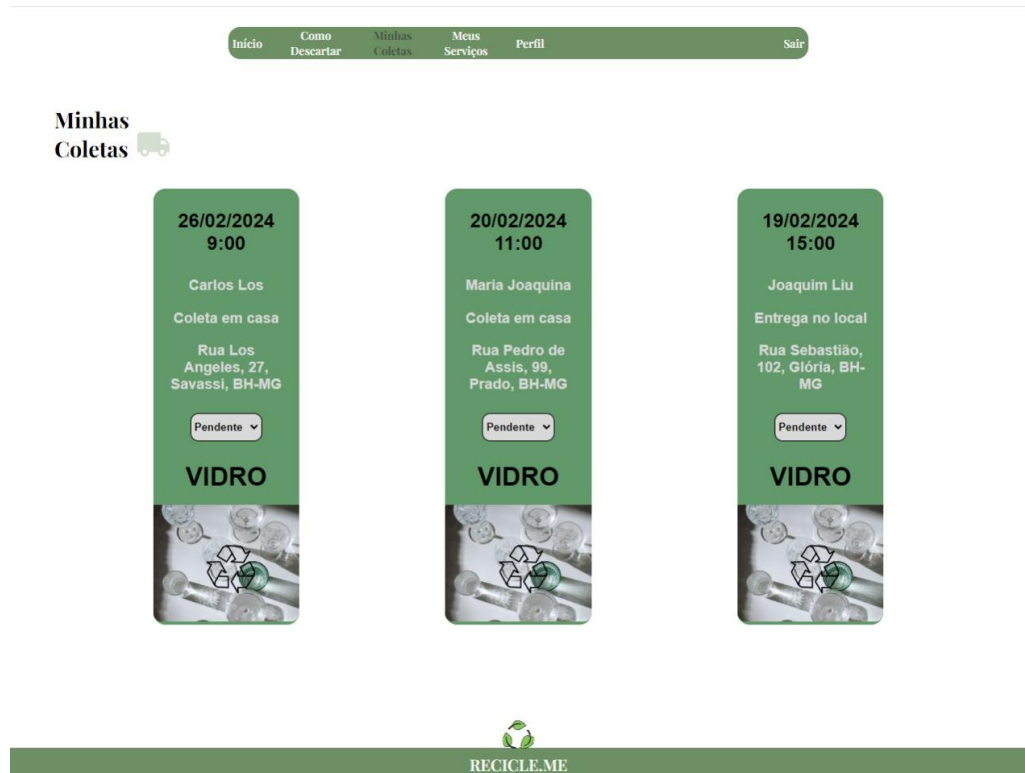 Início
Como
Descartar
Minhas
Coletas
Meus
Serviços
Perfil
Sair
Minhas
Coletas
26/02/2024
9:00
Carlos Los
Coleta em casa
Rua Los
Angeles, 27,
Savassi, BH-MG
Pendente
VIDRO
20/02/2024
11:00
Maria Joaquina
Coleta em casa
Rua Pedro de
Assis, 99,
Prado, BH-MG
Pendente
VIDRO
19/02/2024
15:00
Joaquim Liu
Entrega no local
Rua Sebastião,
102, Glória, BH-
MG
Pendente
VIDRO
RECICLE.ME